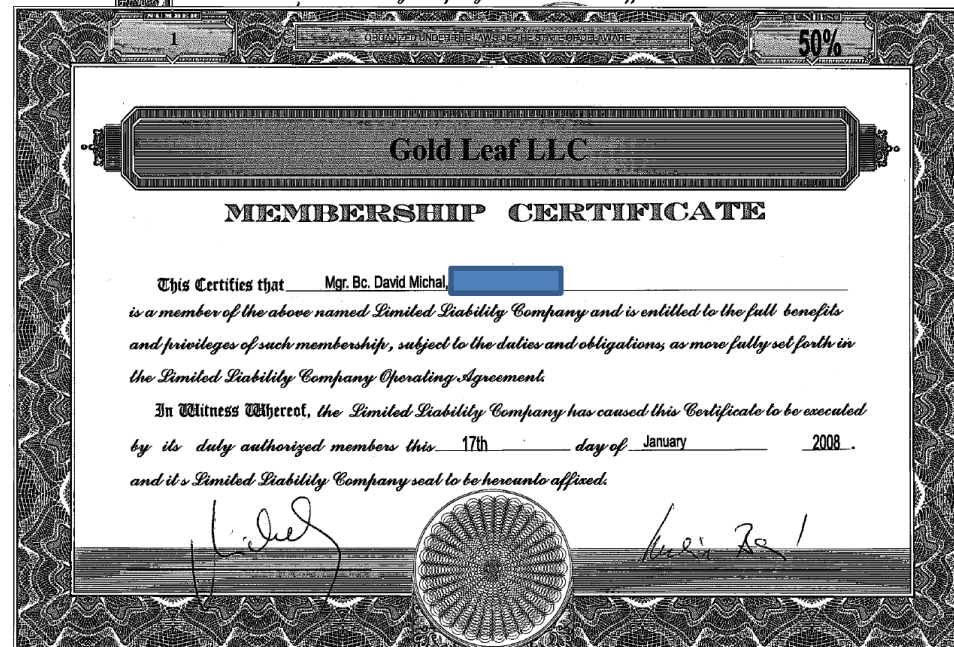 NUMBER
1
ORGANIZED UNDER THE LAWS OF THE STATE OF DELAWARE
UNITS
50%
Gold Leaf LLC
MEMBERSHIP CERTIFICATE
This Certifies that Mgr. Bc. David Michal,
is a member of the above named Limited Liability Company and is entitled to the full benefits
and privileges of such membership, subject to the duties and obligations, as more fully set forth in
the Limited Liability Company Operating Agreement.
In Witness Whereof, the Limited Liability Company has caused this Certificate to be executed
by its duly authorized members this 17th day of January 2008.
and it's Limited Liability Company seal to be hereunto affixed.